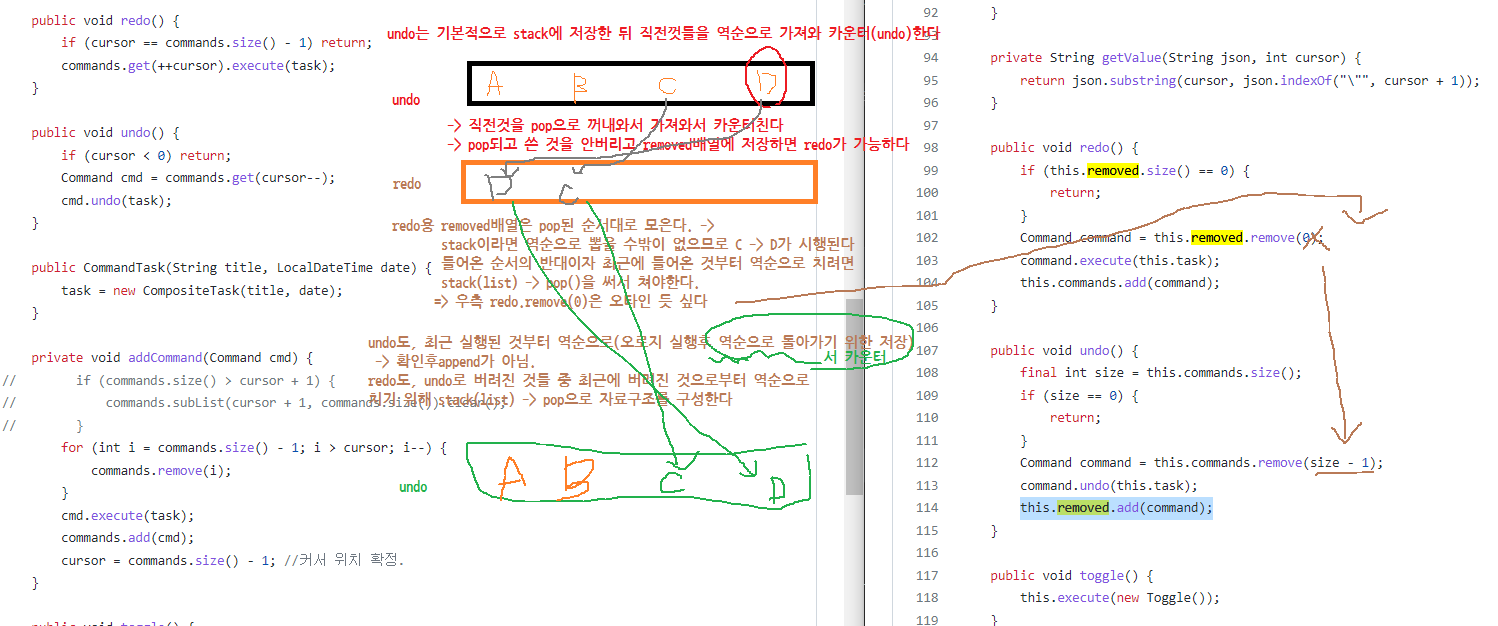 public void redo() {
if (cursor == commands.size() - 1) return;
commands.get(++cursor).execute(task);
}
public void undo() {
if (cursor < 0) return;
Command cmd = commands.get(cursor--);
cmd.undo(task);
}
public CommandTask(String title, LocalDateTime date) {
task = new CompositeTask(title, date);
}
private void addCommand(Command cmd) {
// if (commands.size() > cursor + 1) {
// commands.subList(cursor + 1, commands.size()).clear();
// }
for (int i = commands.size() - 1; i > cursor; i--) {
commands.remove(i);
}
cmd.execute(task);
commands.add(cmd);
cursor = commands.size() - 1; //커서 위치 확정.
}
undo는 기본적으로 stack에 저장한 뒤 직전껏들을 역순으로 가져와 카운터(undo)한다
A B C D
undo
-> 직전것을 pop으로 꺼내와서 가져와서 카운터친다
-> pop되고 쓴 것을 안버리고 removed배열에 저장하면 redo가 가능하다
redo
D C
redo용 removed배열은 pop된 순서대로 모은다. ->
stack이라면 역순으로 뽑을 수밖이 없으므로 C -> D가 시행된다
들어온 순서의 반대이자 최근에 들어온 것부터 역순으로 치려면
stack(list) -> pop()을 써서 쳐야한다.
=> 우측 redo.remove(0)은 오타인 듯 싶다
undo도, 최근 실행된 것부터 역순으로(오로지 실행후 역순으로 돌아가기 위한 저장)
서 카운터
-> 확인후append가 아님.
redo도, undo로 버려진 것들 중 최근에 버려진 것으로부터 역순으로
치기 위해 stack(list) -> pop으로 자료구조를 구성한다
A B C D
undo
92 }
93
94 private String getValue(String json, int cursor) {
95 return json.substring(cursor, json.indexOf("\"", cursor + 1));
96 }
97
98 public void redo() {
99 if (this.removed.size() == 0) {
100 return;
101 }
102 Command command = this.removed.remove(0);
103 command.execute(this.task);
104 this.commands.add(command);
105 }
106
107 public void undo() {
108 final int size = this.commands.size();
109 if (size == 0) {
110 return;
111 }
112 Command command = this.commands.remove(size - 1);
113 command.undo(this.task);
114 this.removed.add(command);
115 }
116
117 public void toggle() {
118 this.execute(new Toggle());
119 }